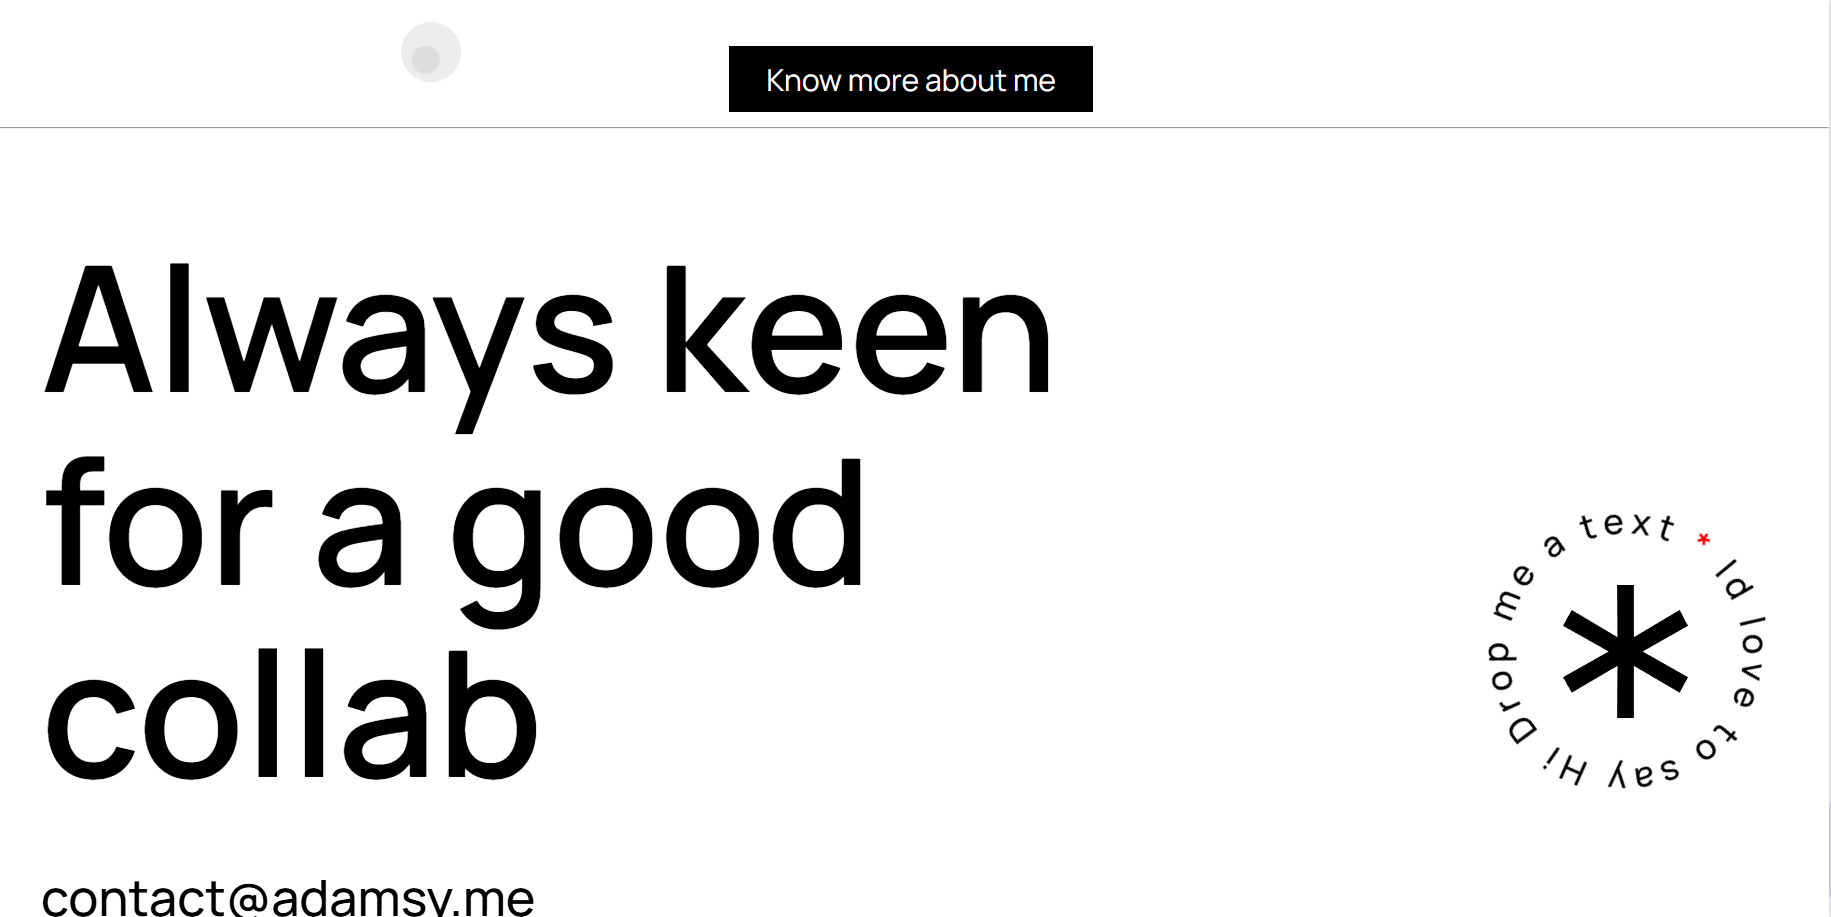 Know more about me
Always keen
for a good
collab
Drop me a text * Id love to say Hi
contact@adamsy.me